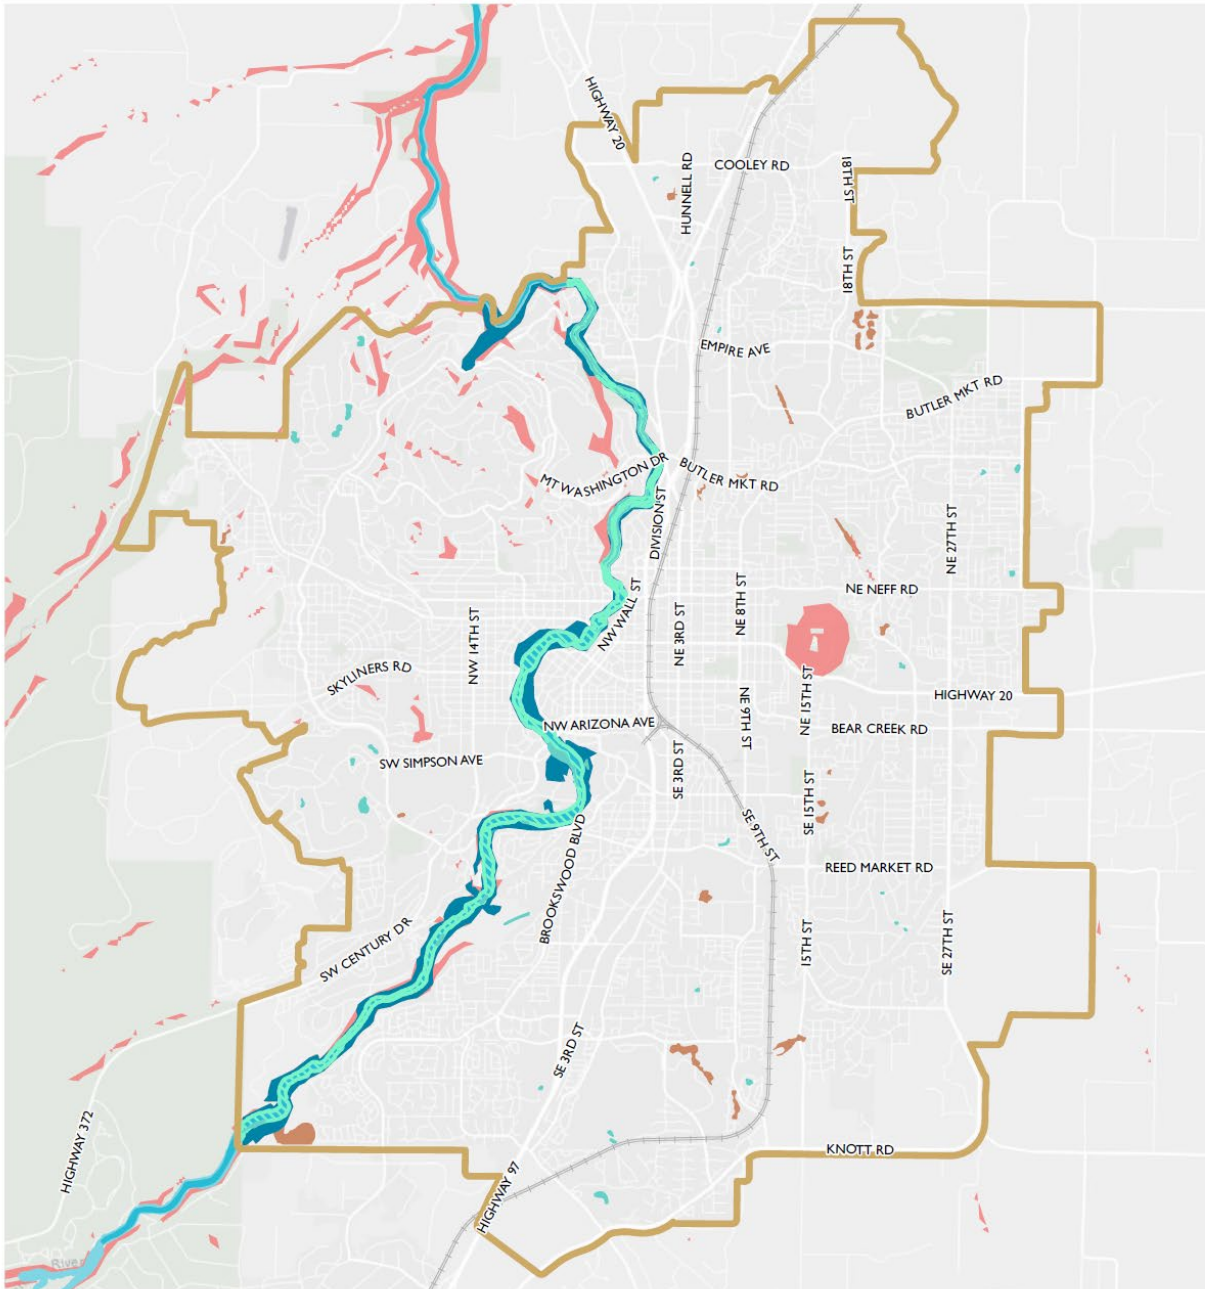 HIGHWAY 20
COOLEY RD
18TH ST
HUNNELL RD
18TH ST
EMPIRE AVE
BUTLER MKT RD
MT WASHINGTON DR
BUTLER MKT RD
DIVISION ST
NE 27TH ST
NE NEFF RD
NE 8TH ST
NW WALL ST
NE 3RD ST
NW 14TH ST
SKYLINERS RD
NE 15TH ST
HIGHWAY 20
NE 9TH ST
NW ARIZONA AVE
BEAR CREEK RD
SW SIMPSON AVE
SE 3RD ST
SE 15TH ST
SE 9TH ST
BROOKSWOOD BLVD
REED MARKET RD
SW CENTURY DR
15TH ST
SE 27TH ST
SE 3RD ST
HIGHWAY 372
KNOTT RD
HIGHWAY 97
River